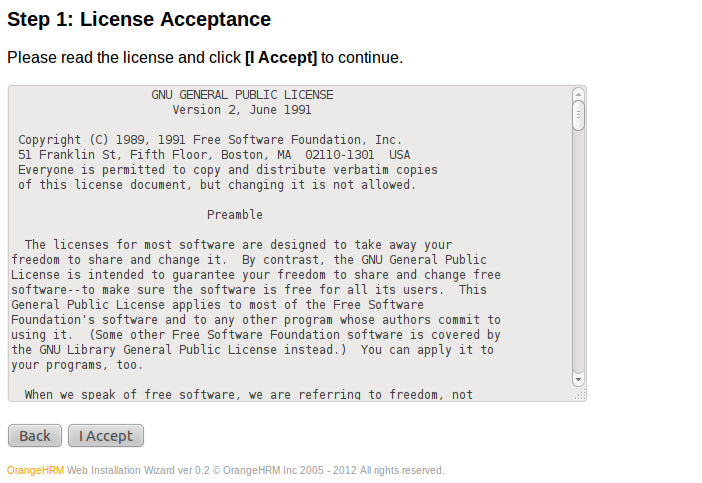 Step 1: License Acceptance
Please read the license and click [I Accept] to continue.
GNU GENERAL PUBLIC LICENSE
Version 2, June 1991
Copyright (C) 1989, 1991 Free Software Foundation, Inc.
51 Franklin St, Fifth Floor, Boston, MA  02110-1301  USA
Everyone is permitted to copy and distribute verbatim copies
of this license document, but changing it is not allowed.
Preamble
The licenses for most software are designed to take away your
freedom to share and change it.  By contrast, the GNU General Public
License is intended to guarantee your freedom to share and change free
software--to make sure the software is free for all its users.  This
General Public License applies to most of the Free Software
Foundation's software and to any other program whose authors commit to
using it.  (Some other Free Software Foundation software is covered by
the GNU Library General Public License instead.)  You can apply it to
your programs, too.
When we speak of free software, we are referring to freedom, not
Back
I Accept
OrangeHRM Web Installation Wizard ver 0.2 © OrangeHRM Inc 2005 - 2012 All rights reserved.